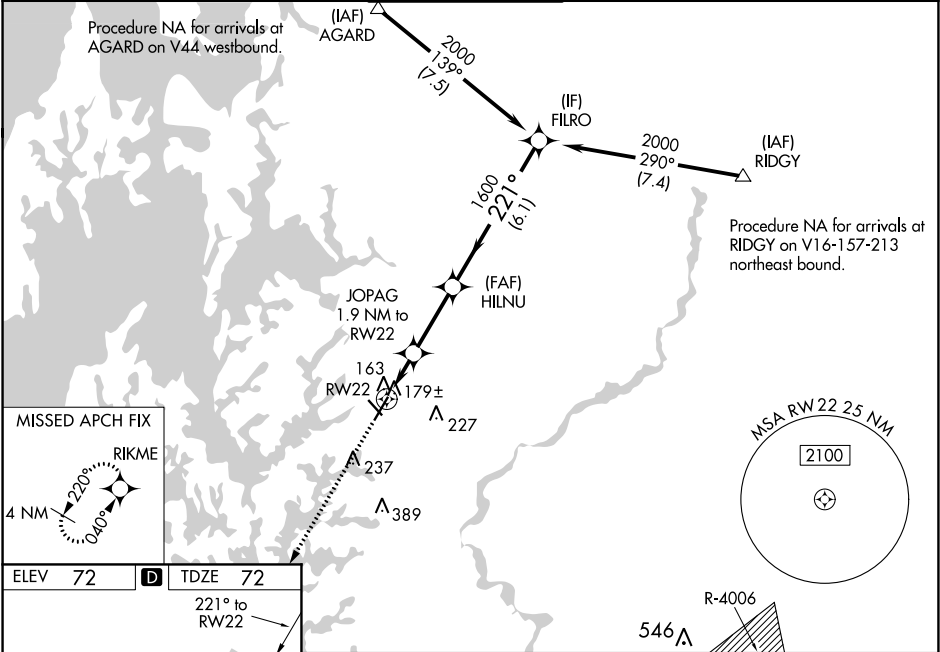 Procedure NA for arrivals at
AGARD on V44 westbound.
(IAF)
AGARD
2000
139°
(7.5)
(IF)
FILRO
2000
290°
(7.4)
(IAF)
RIDGY
1600
221°
(6.1)
Procedure NA for arrivals at
RIDGY on V16-157-213
northeast bound.
(FAF)
HILNU
JOPAG
1.9 NM to
RW22
163
RW22
179±
227
237
389
MISSED APCH FIX
RIKME
220°
4 NM
040°
MSA RW22 25 NM
2100
ELEV 72 D TDZE 72
221° to
RW22
R-4006
546